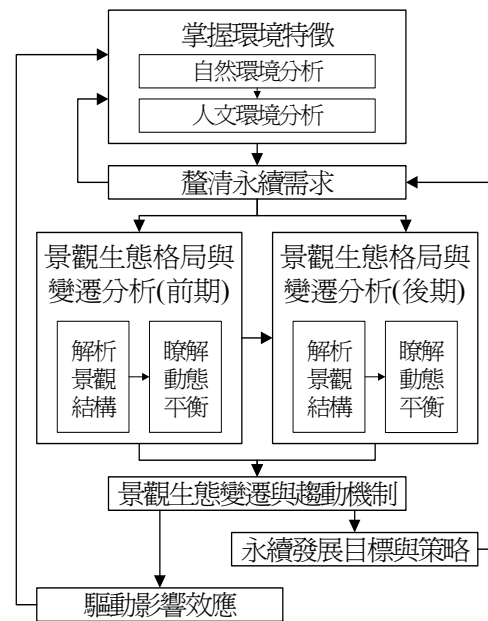 掌握環境特徵
自然環境分析
人文環境分析
釐清永續需求
景觀生態格局與
變遷分析(前期)
解析
景觀
結構
瞭解
動態
平衡
景觀生態格局與
變遷分析(後期)
解析
景觀
結構
瞭解
動態
平衡
景觀生態變遷與趨動機制
永續發展目標與策略
驅動影響效應